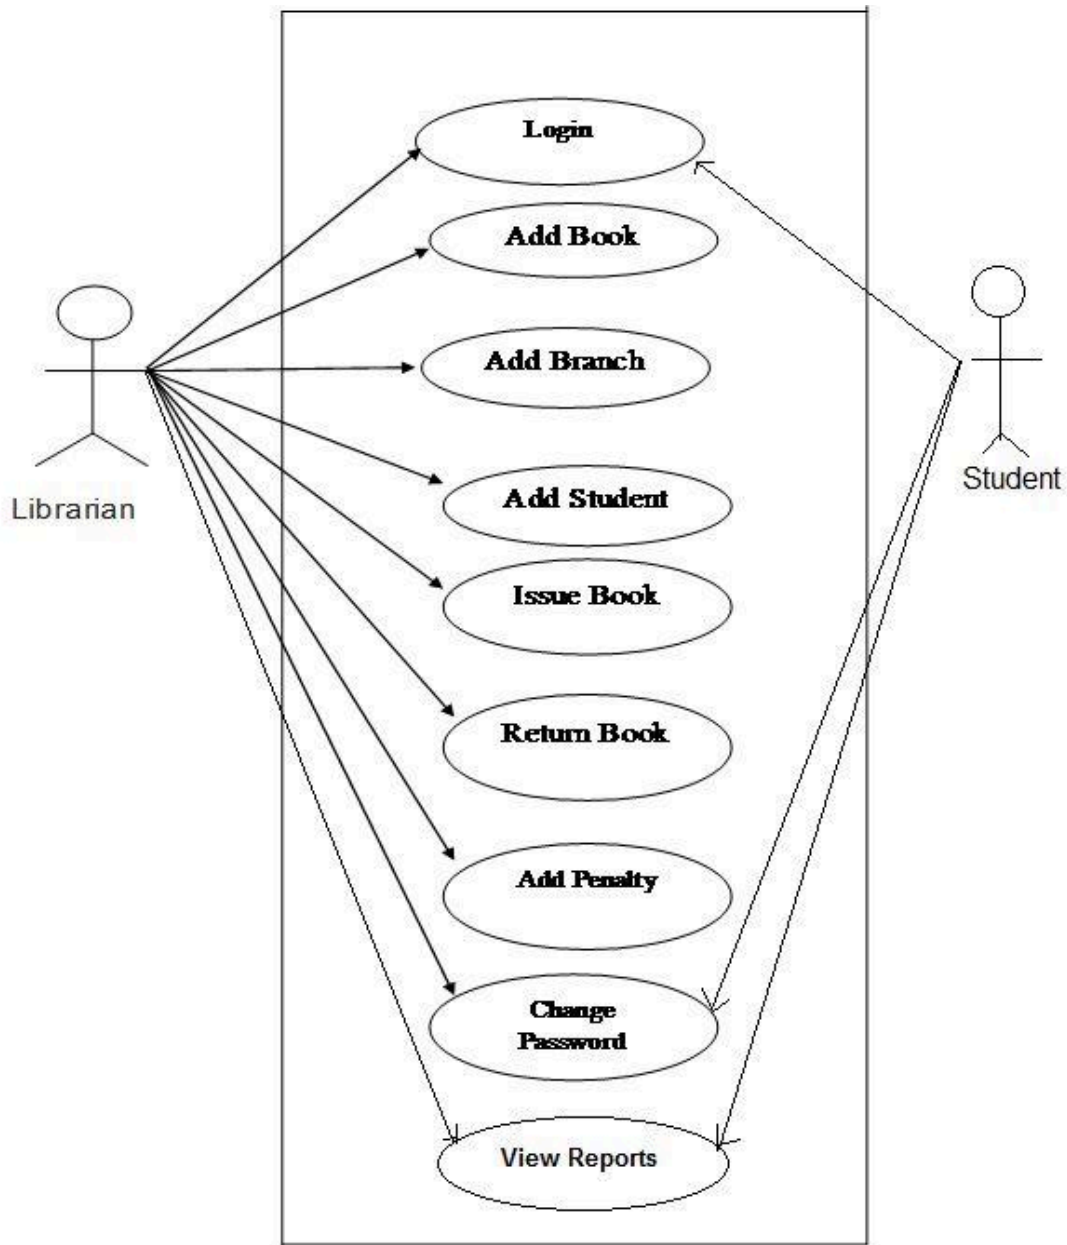 Login
Add Book
Add Branch
Add Student
Librarian
Student
Issue Book
Return Book
Add Penalty
Change
Password
View Reports